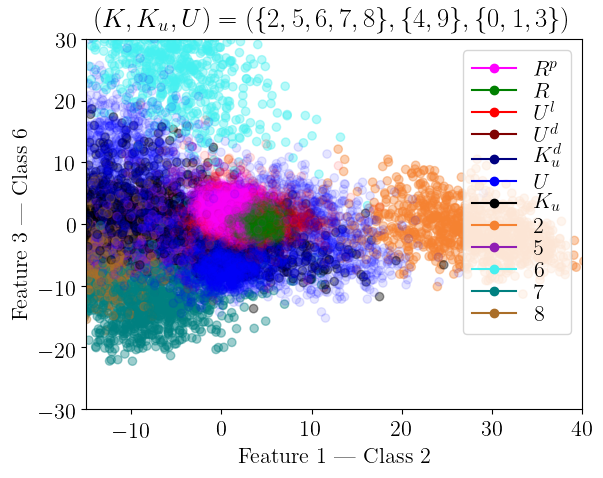 (K, K_u, U) = ({2, 5, 6, 7, 8}, {4, 9}, {0, 1, 3})
30
20
10
0
−10
−20
−30
Feature 3 — Class 6
R^p
R
U^l
U^d
K_u^d
U
K_u
2
5
6
7
8
−10
0
10
20
30
40
Feature 1 — Class 2